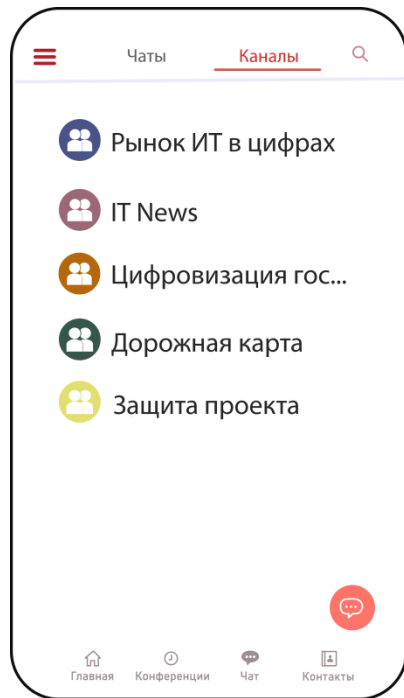 Чаты Каналы
Рынок ИТ в цифрах
IT News
Цифровизация гос...
Дорожная карта
Защита проекта
Главная Конференции Чат Контакты